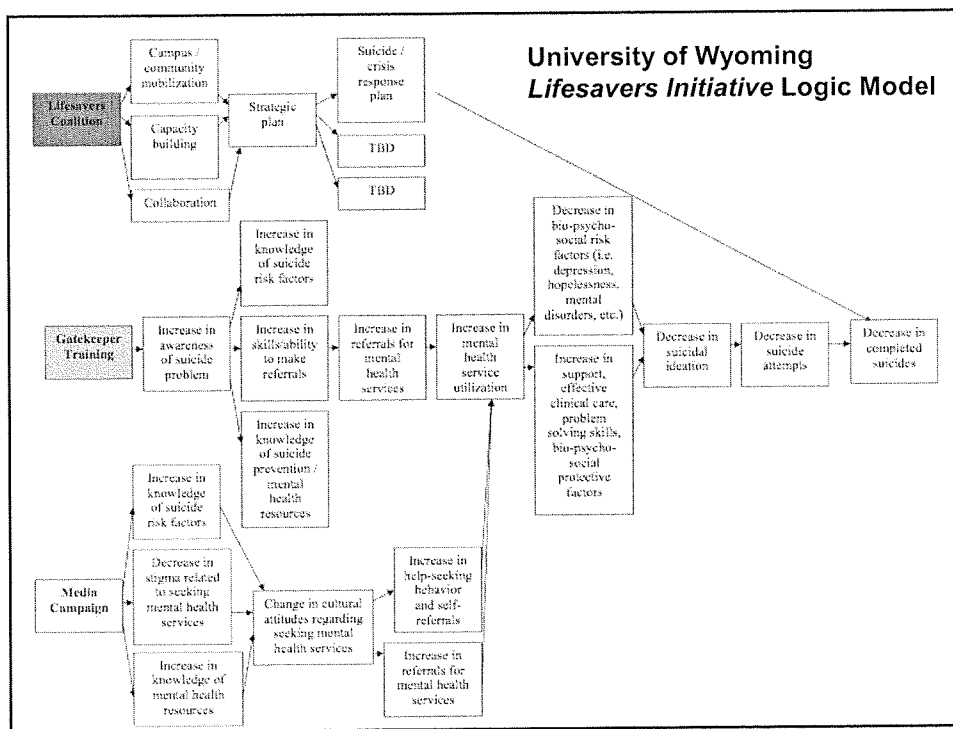 University of Wyoming
Lifesavers Initiative Logic Model
Lifesavers
Coalition
Campus /
community
mobilization
Capacity
building
Collaboration
Strategic
plan
Suicide /
crisis
response
plan
TBD
TBD
Gatekeeper
Training
Increase in
awareness
of suicide
problem
Increase in
knowledge
of suicide
risk factors
Increase in
skills/ability
to make
referrals
Increase in
knowledge
of suicide
prevention /
mental
health
resources
Increase in
referrals for
mental
health
services
Increase in
mental
health
service
utilization
Decrease in
bio-psycho-
social risk
factors (i.e.
depression,
hopelessness,
mental
disorders, etc.)
Increase in
support,
effective
clinical care,
problem
solving skills,
bio-psycho-
social
protective
factors
Decrease in
suicidal
ideation
Decrease in
suicide
attempts
Decrease in
completed
suicides
Media
Campaign
Increase in
knowledge
of suicide
risk factors
Decrease in
stigma related
to seeking
mental health
services
Increase in
knowledge of
mental health
resources
Change in cultural
attitudes regarding
seeking mental
health services
Increase in
help-seeking
behavior
and self-
referrals
Increase in
referrals for
mental health
services